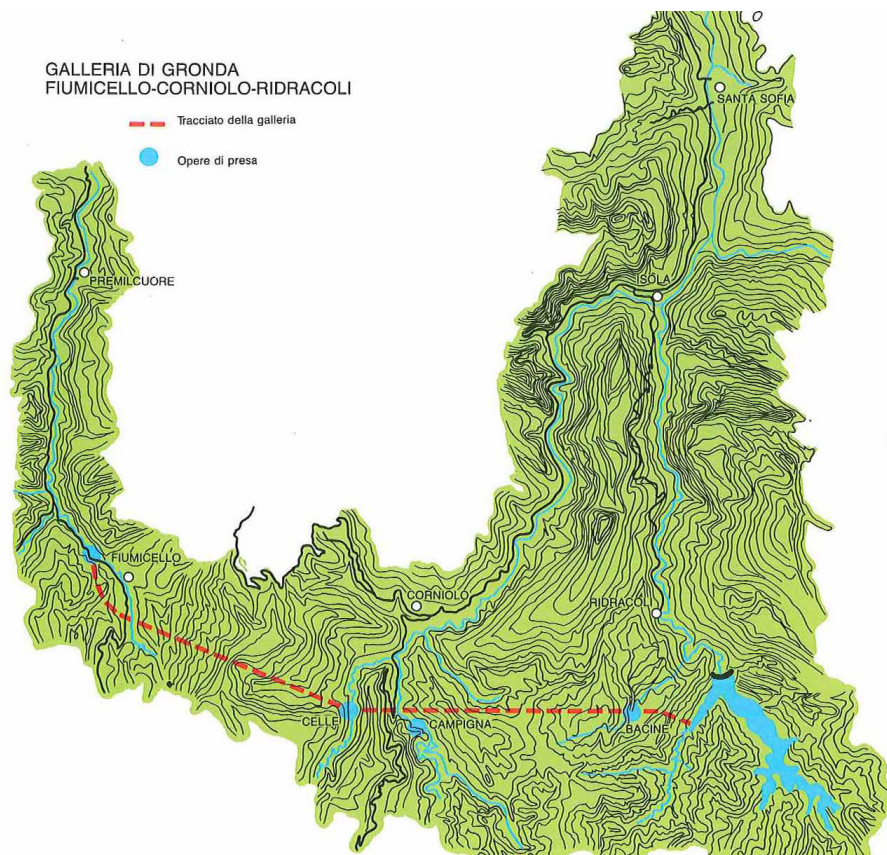 GALLERIA DI GRONDA
FIUMICELLO-CORNIOLO-RIDRACOLI
Tracciato della galleria
Opere di presa
SANTA SOFIA
PREMILCUORE
ISOLA
FIUMICELLO
CORNIOLO
RIDRACOLI
CELLE
CAMPIGNA
BACINE